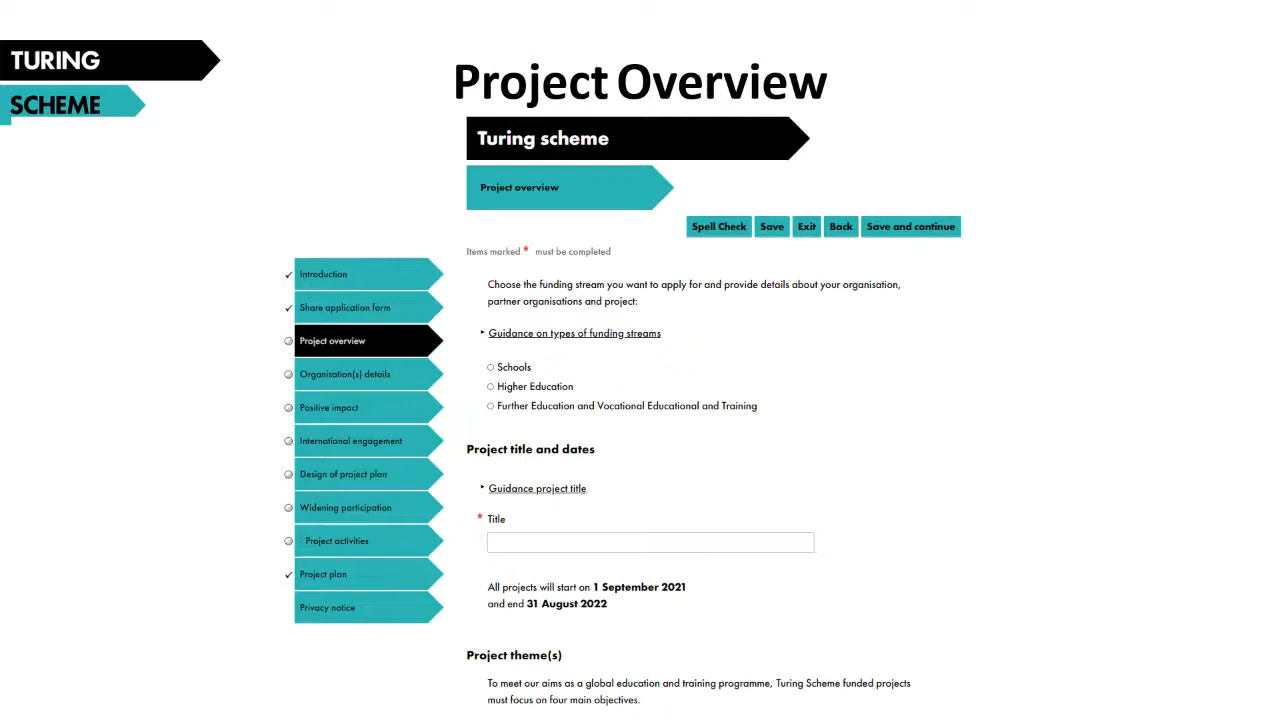 TURING
SCHEME
Project Overview
Turing scheme
Project overview
Spell Check Save Exit Back Save and continue
Items marked * must be completed
Introduction
Share application form
Project overview
Organisation(s) details
Positive impact
International engagement
Design of project plan
Widening participation
Project activities
Project plan
Privacy notice
Choose the funding stream you want to apply for and provide details about your organisation,
partner organisations and project:
Guidance on types of funding streams
Schools
Higher Education
Further Education and Vocational Educational and Training
Project title and dates
Guidance project title
* Title
All projects will start on 1 September 2021
and end 31 August 2022
Project theme(s)
To meet our aims as a global education and training programme, Turing Scheme funded projects
must focus on four main objectives.